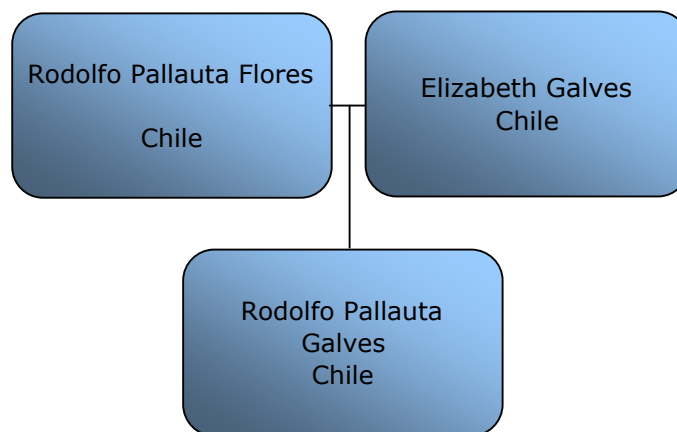 Rodolfo Pallauta Flores
Chile
Elizabeth Galves
Chile
Rodolfo Pallauta
Galves
Chile